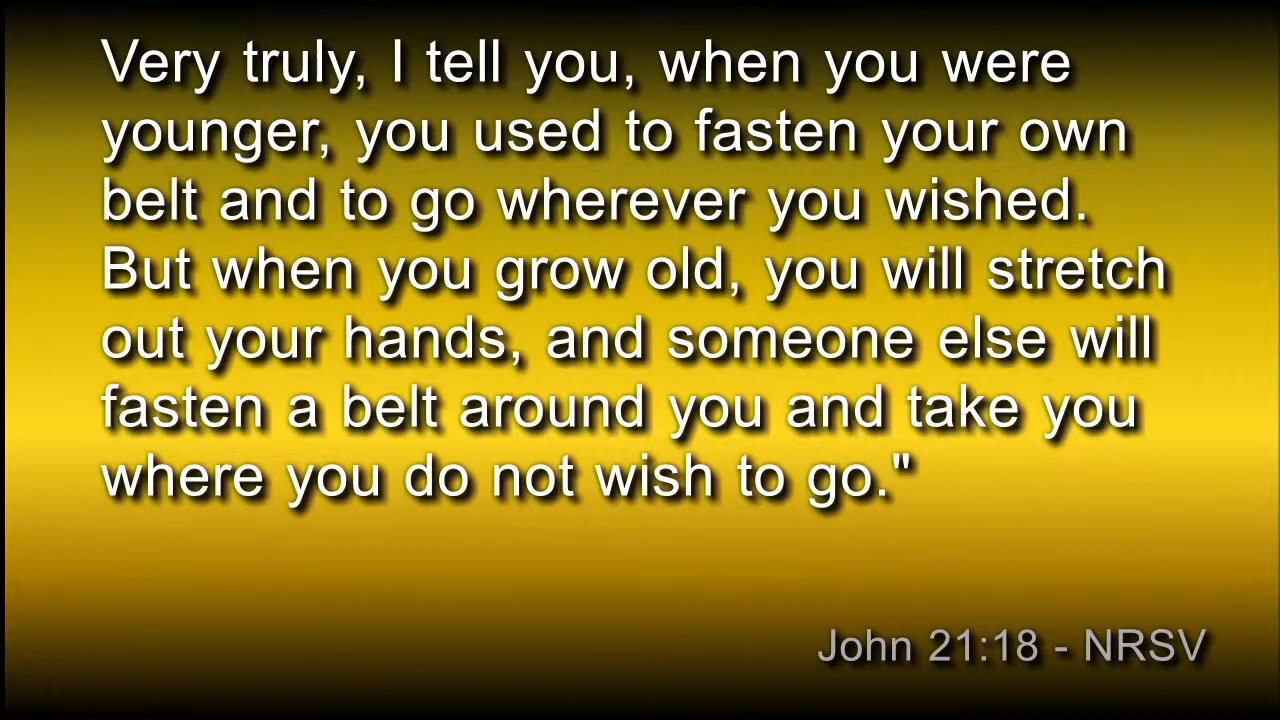 Very truly, I tell you, when you were
younger, you used to fasten your own
belt and to go wherever you wished.
But when you grow old, you will stretch
out your hands, and someone else will
fasten a belt around you and take you
where you do not wish to go."
John 21:18 - NRSV